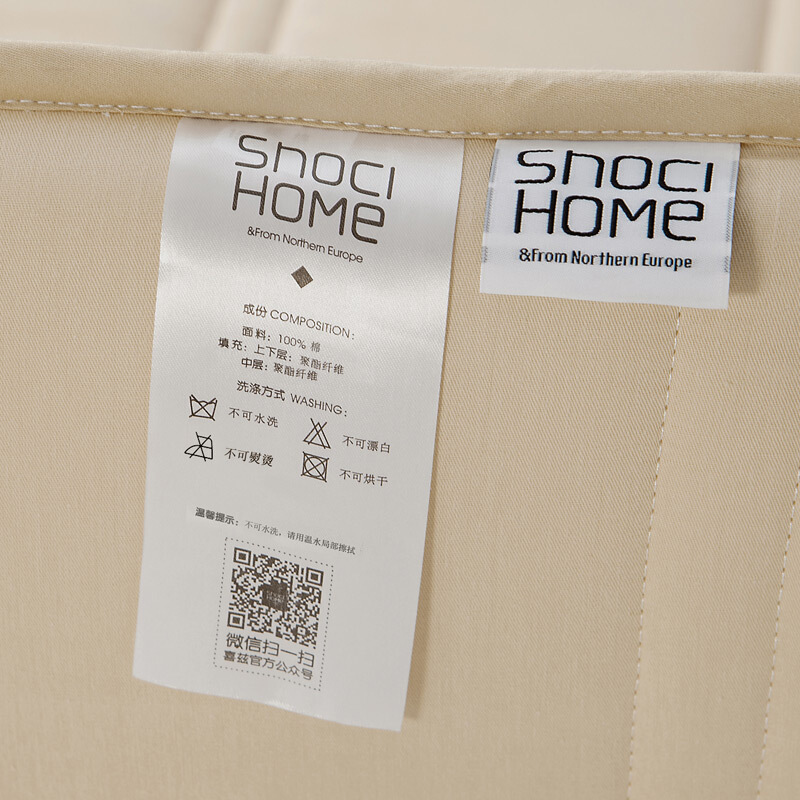 SHOCI
HOME
&From Northern Europe
成份 COMPOSITION:
面料: 100% 棉
填充: 上下层: 聚酯纤维
中层: 聚酯纤维
洗涤方式 WASHING:
不可水洗
不可漂白
不可熨烫
不可烘干
温馨提示: 不可水洗, 请用温水局部擦拭
微信扫一扫
喜兹官方公众号
SHOCI
HOME
&From Northern Europe